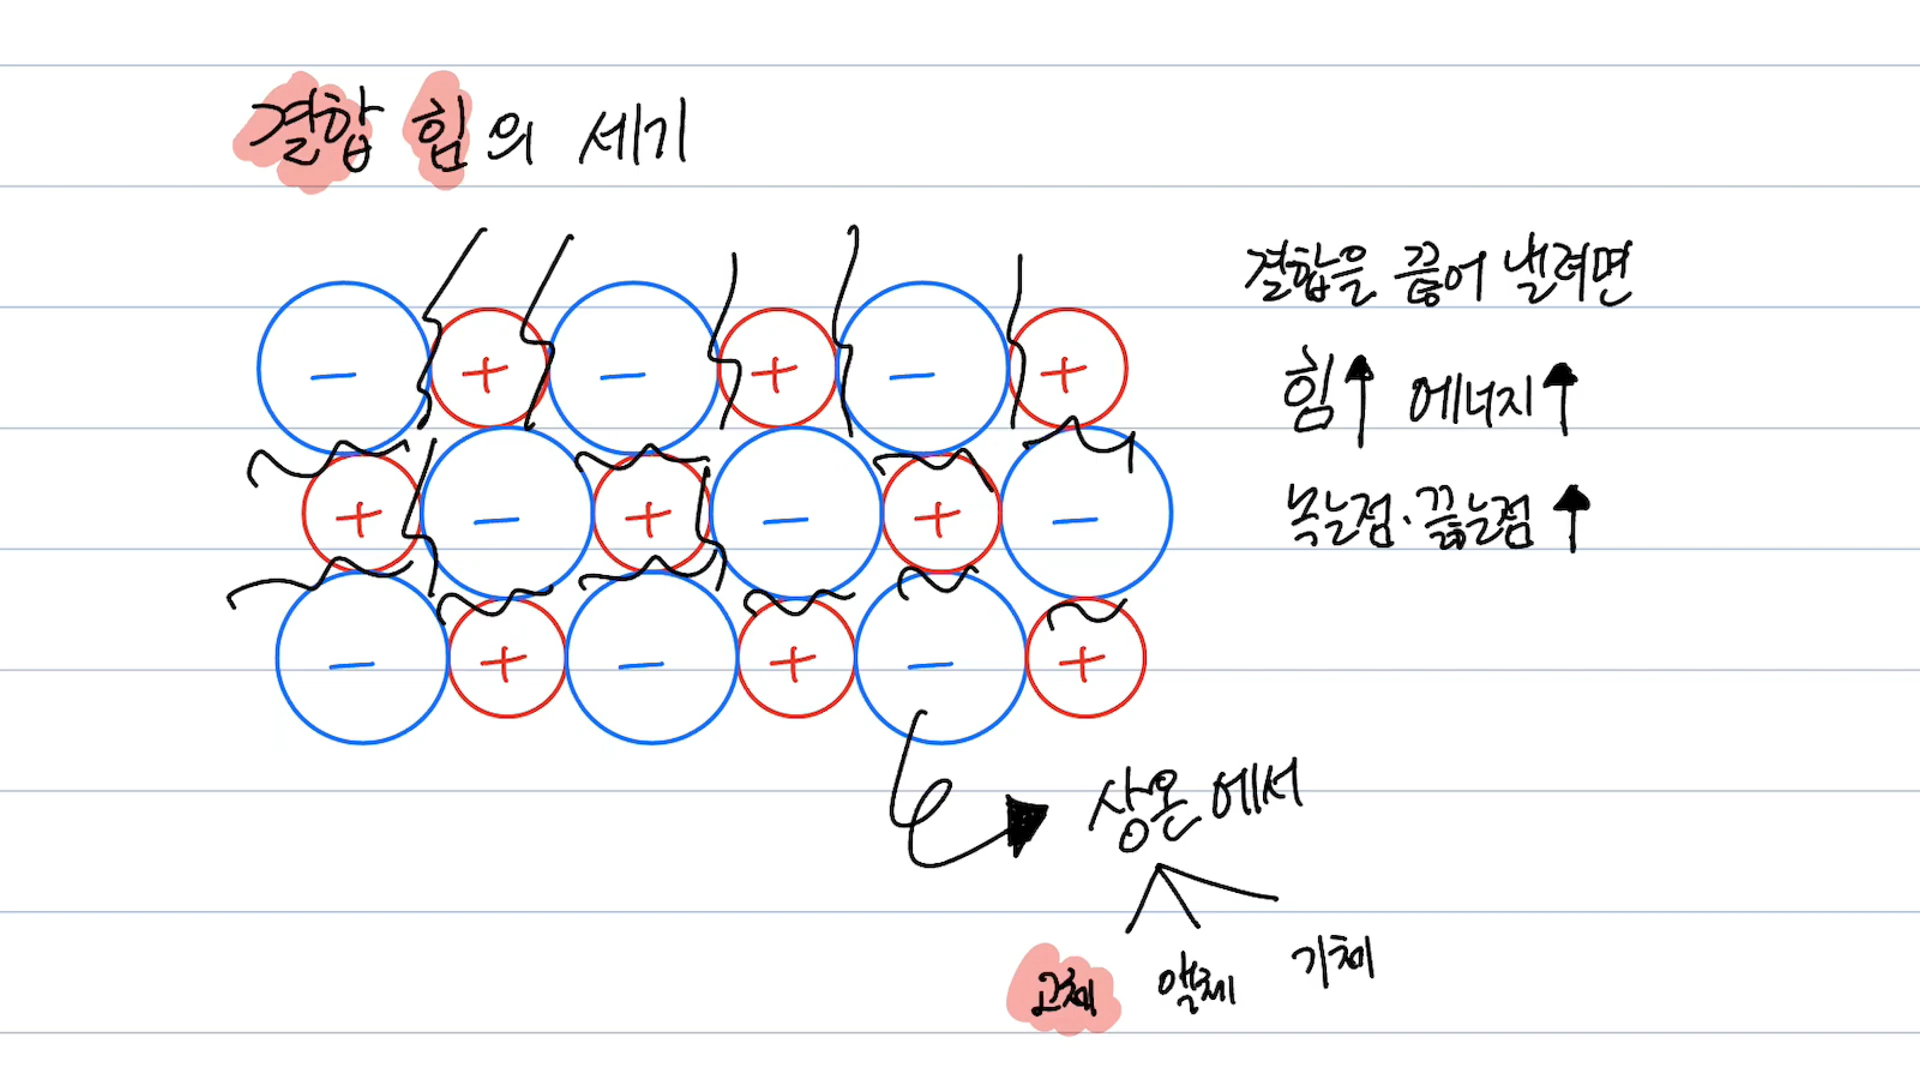 결합 힘의 세기
결합을 끊어 낼려면
힘↑ 에너지↑
녹는점·끓는점↑
− + − + − +
+ − + − + −
− + − + − +
상온에서
고체 액체 기체